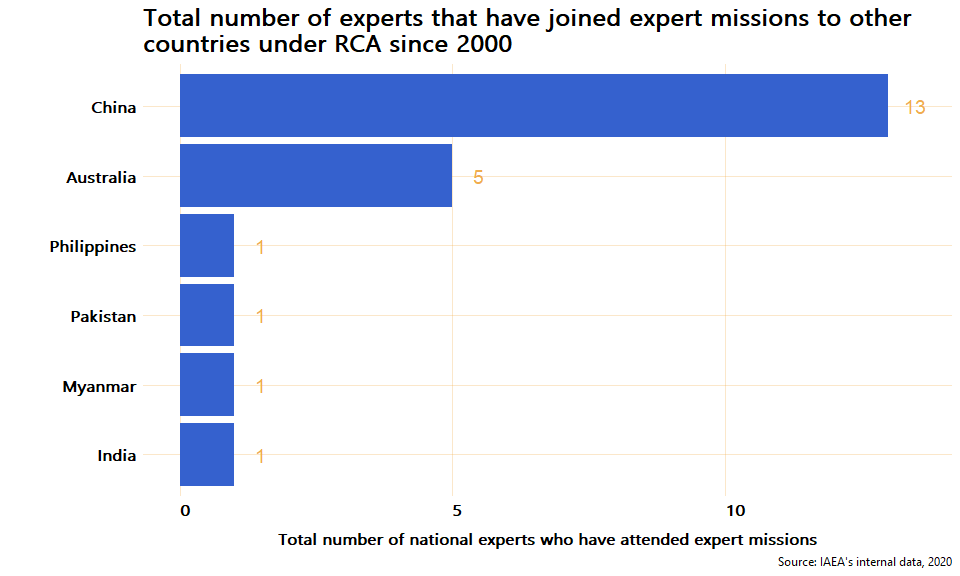 Total number of experts that have joined expert missions to other
countries under RCA since 2000
China
13
Australia
5
Philippines
1
Pakistan
1
Myanmar
1
India
1
0 5 10
Total number of national experts who have attended expert missions
Source: IAEA's internal data, 2020